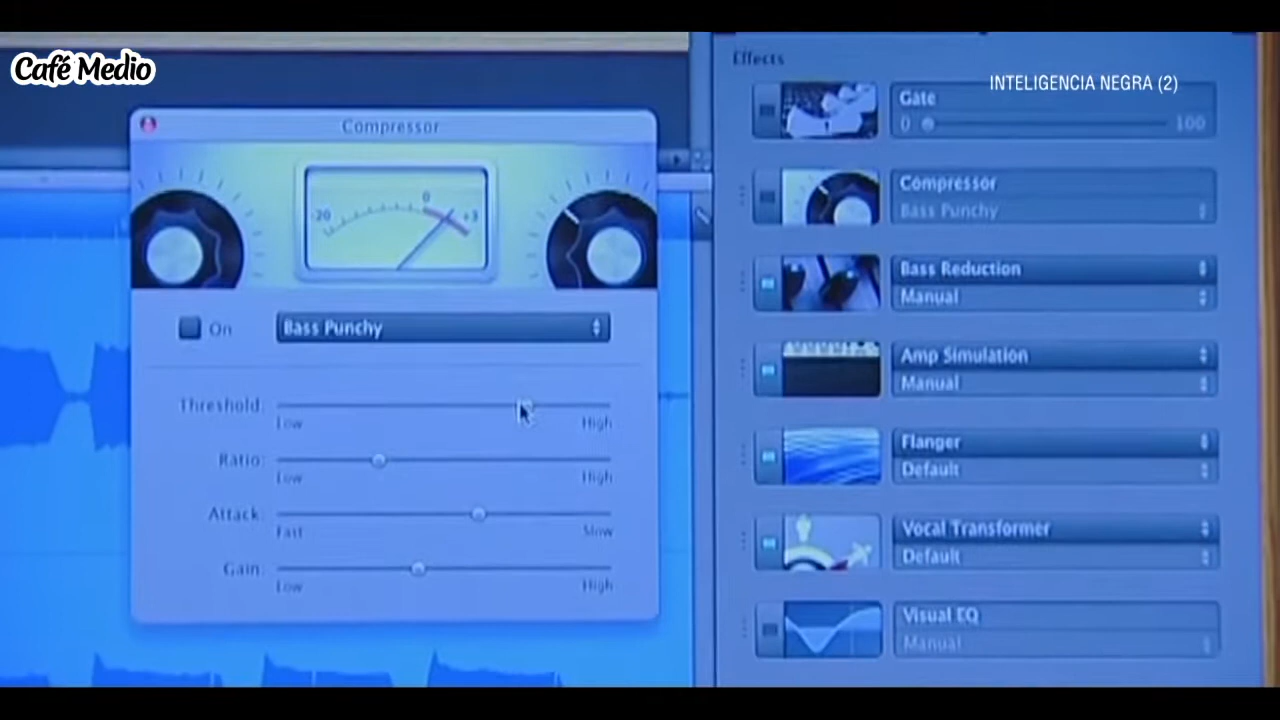 Café Medio
INTELIGENCIA NEGRA (2)
Compressor
-20
0
+3
On
Bass Punchy
Threshold:
Low
High
Ratio:
Low
High
Attack:
Fast
Slow
Gain:
Low
High
Effects
Gate
0
100
Compressor
Bass Punchy
Bass Reduction
Manual
Amp Simulation
Manual
Flanger
Default
Vocal Transformer
Default
Visual EQ
Manual